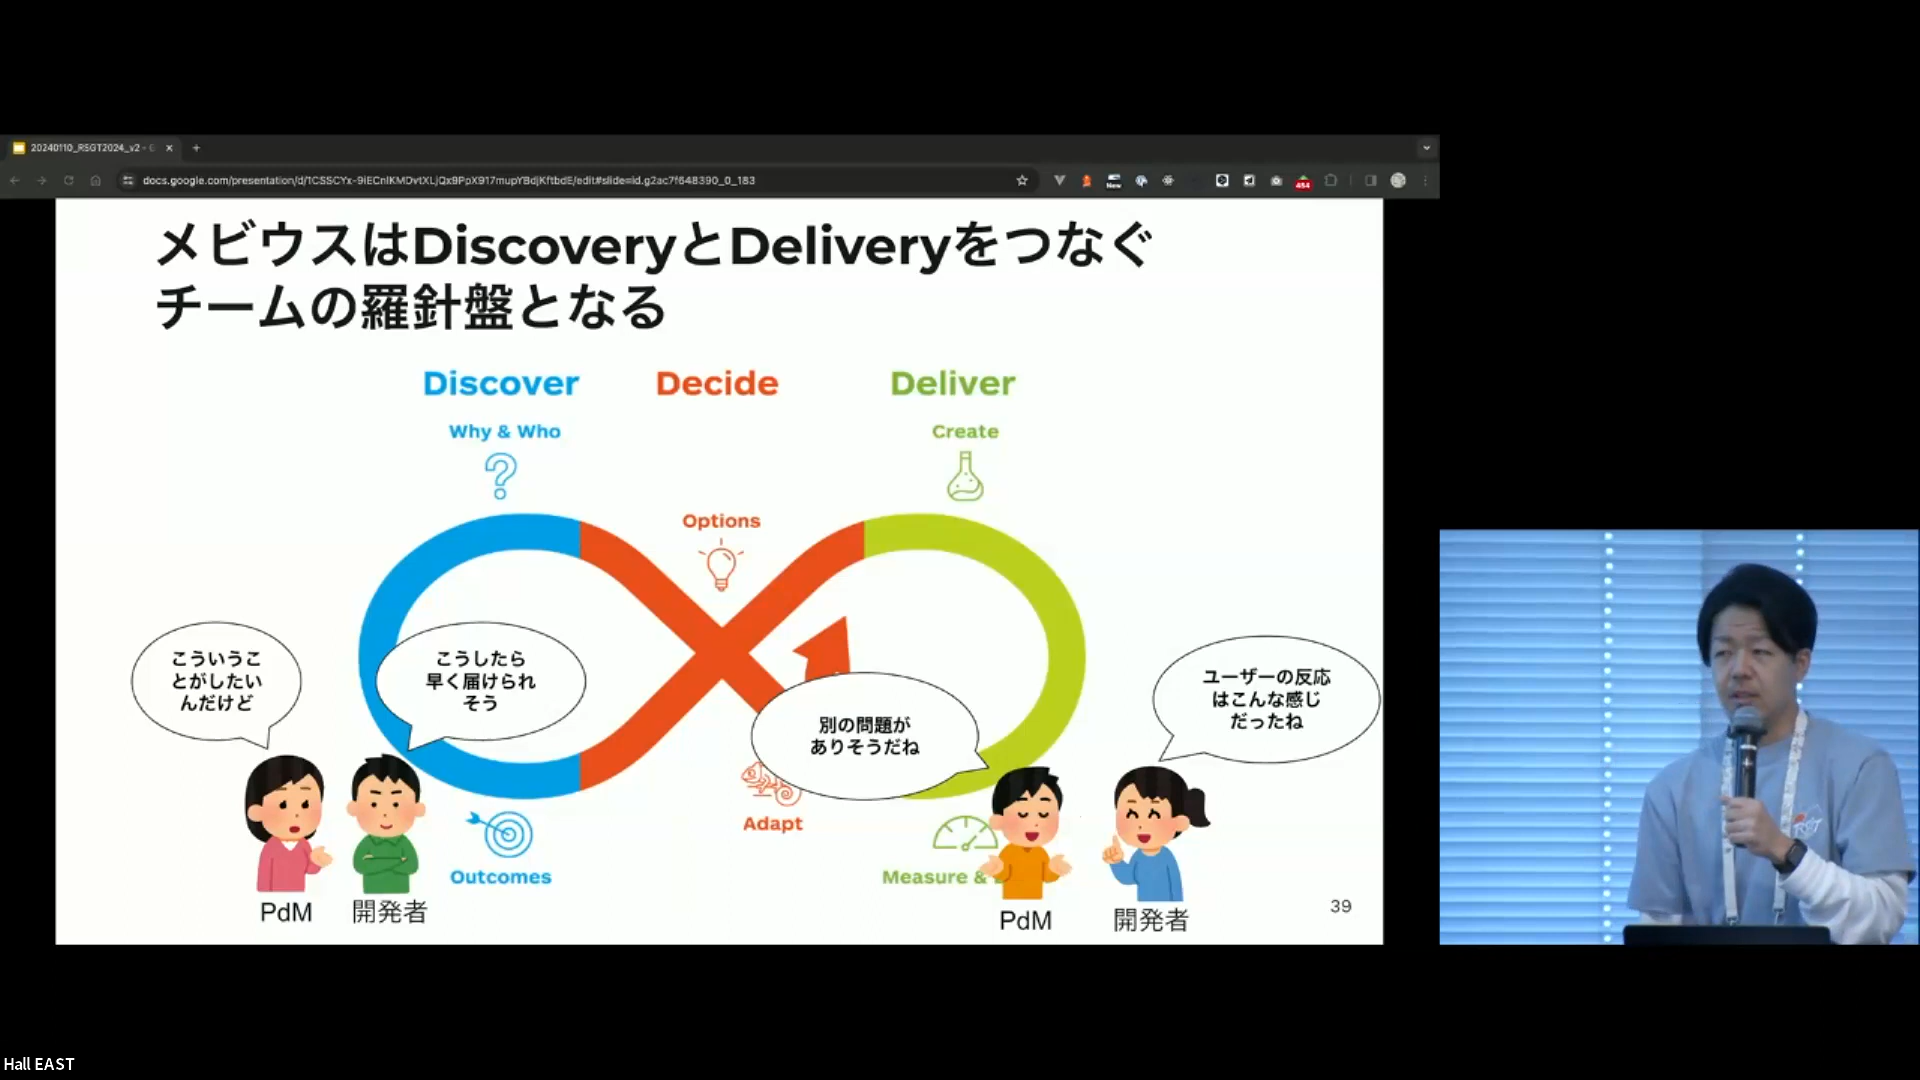 20240110_RSGT2024_v2 - G
docs.google.com/presentation/d/1CSSCYx-9iECnlKMDvtXLjQx9PpX917mupYBdjKftbdE/edit#slide=id.g2ac7f648390_0_183
New
454
メビウスはDiscoveryとDeliveryをつなぐ
チームの羅針盤となる
Discover
Decide
Deliver
Why & Who
Create
Options
こういうこ
とがしたい
んだけど
こうしたら
早く届けられ
そう
別の問題が
ありそうだね
ユーザーの反応
はこんな感じ
だったね
Adapt
Outcomes
Measure &
PdM
開発者
PdM
開発者
39
Hall EAST